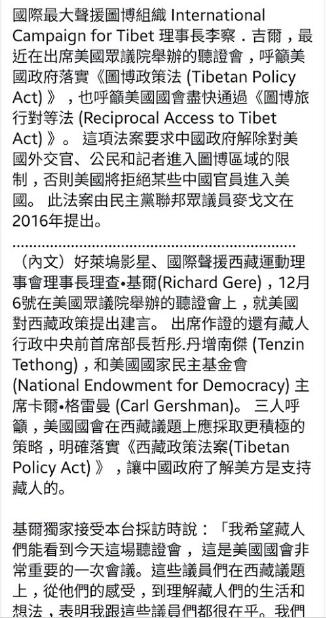 國際最大聲援圖博組織 International
Campaign for Tibet 理事長李察．吉爾，最
近在出席美國眾議院舉辦的聽證會，呼籲美
國政府落實《圖博政策法 (Tibetan Policy
Act) 》，也呼籲美國國會盡快通過《圖博旅
行對等法 (Reciprocal Access to Tibet
Act) 》。 這項法案要求中國政府解除對美
國外交官、公民和記者進入圖博區域的限
制，否則美國將拒絕某些中國官員進入美
國。 此法案由民主黨聯邦眾議員麥戈文在
2016年提出。
......................................................................
（內文）好萊塢影星、國際聲援西藏運動理
事會理事長理查•基爾(Richard Gere)，12月
6號在美國眾議院舉辦的聽證會上，就美國
對西藏政策提出建言。 出席作證的還有藏人
行政中央前首席部長哲彤.丹增南傑 (Tenzin
Tethong)，和美國國家民主基金會
(National Endowment for Democracy) 主
席卡爾•格雷曼 (Carl Gershman)。 三人呼
籲，美國國會在西藏議題上應採取更積極的
策略，明確落實《西藏政策法案(Tibetan
Policy Act) 》，讓中國政府了解美方是支持
藏人的。
基爾獨家接受本台採訪時說：「我希望藏人
們能看到今天這場聽證會，這是美國國會非
常重要的一次會議。這些議員們在西藏議題
上，從他們的感受，到理解藏人們的生活和
想法，表明我跟這些議員們都很在乎。我們